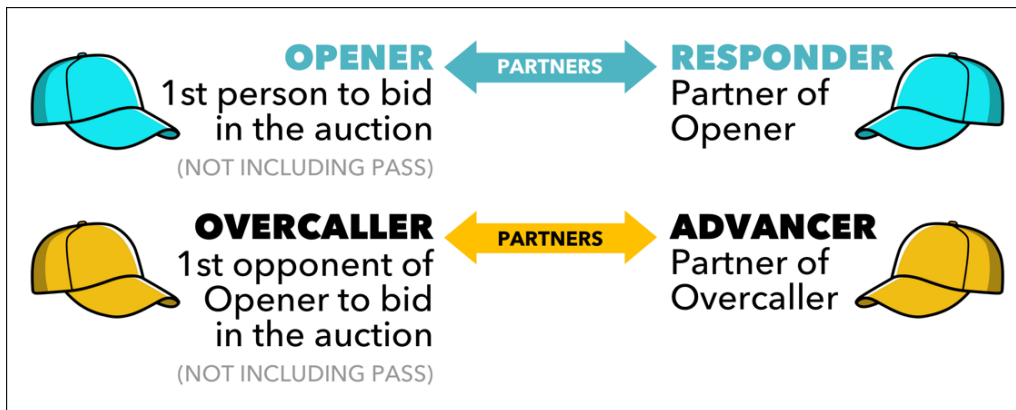 OPENER
PARTNERS
RESPONDER
1st person to bid
in the auction
(NOT INCLUDING PASS)
Partner of
Opener
OVERCALLER
PARTNERS
ADVANCER
1st opponent of
Opener to bid
in the auction
(NOT INCLUDING PASS)
Partner of
Overcaller